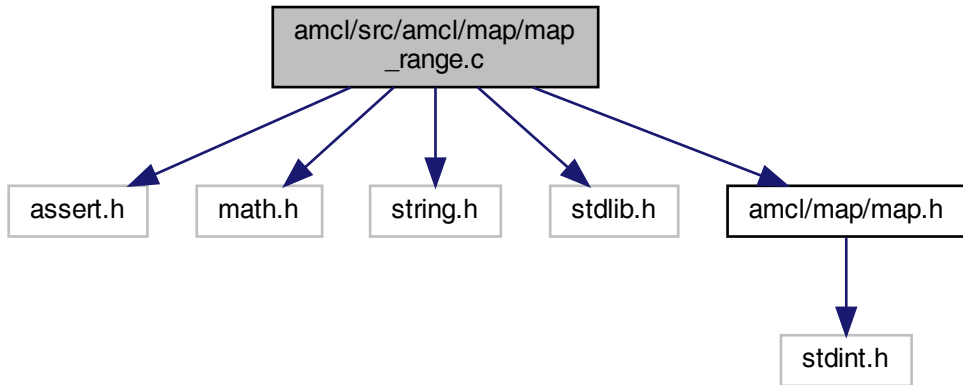 amcl/src/amcl/map/map
_range.c
assert.h
math.h
string.h
stdlib.h
amcl/map/map.h
stdint.h